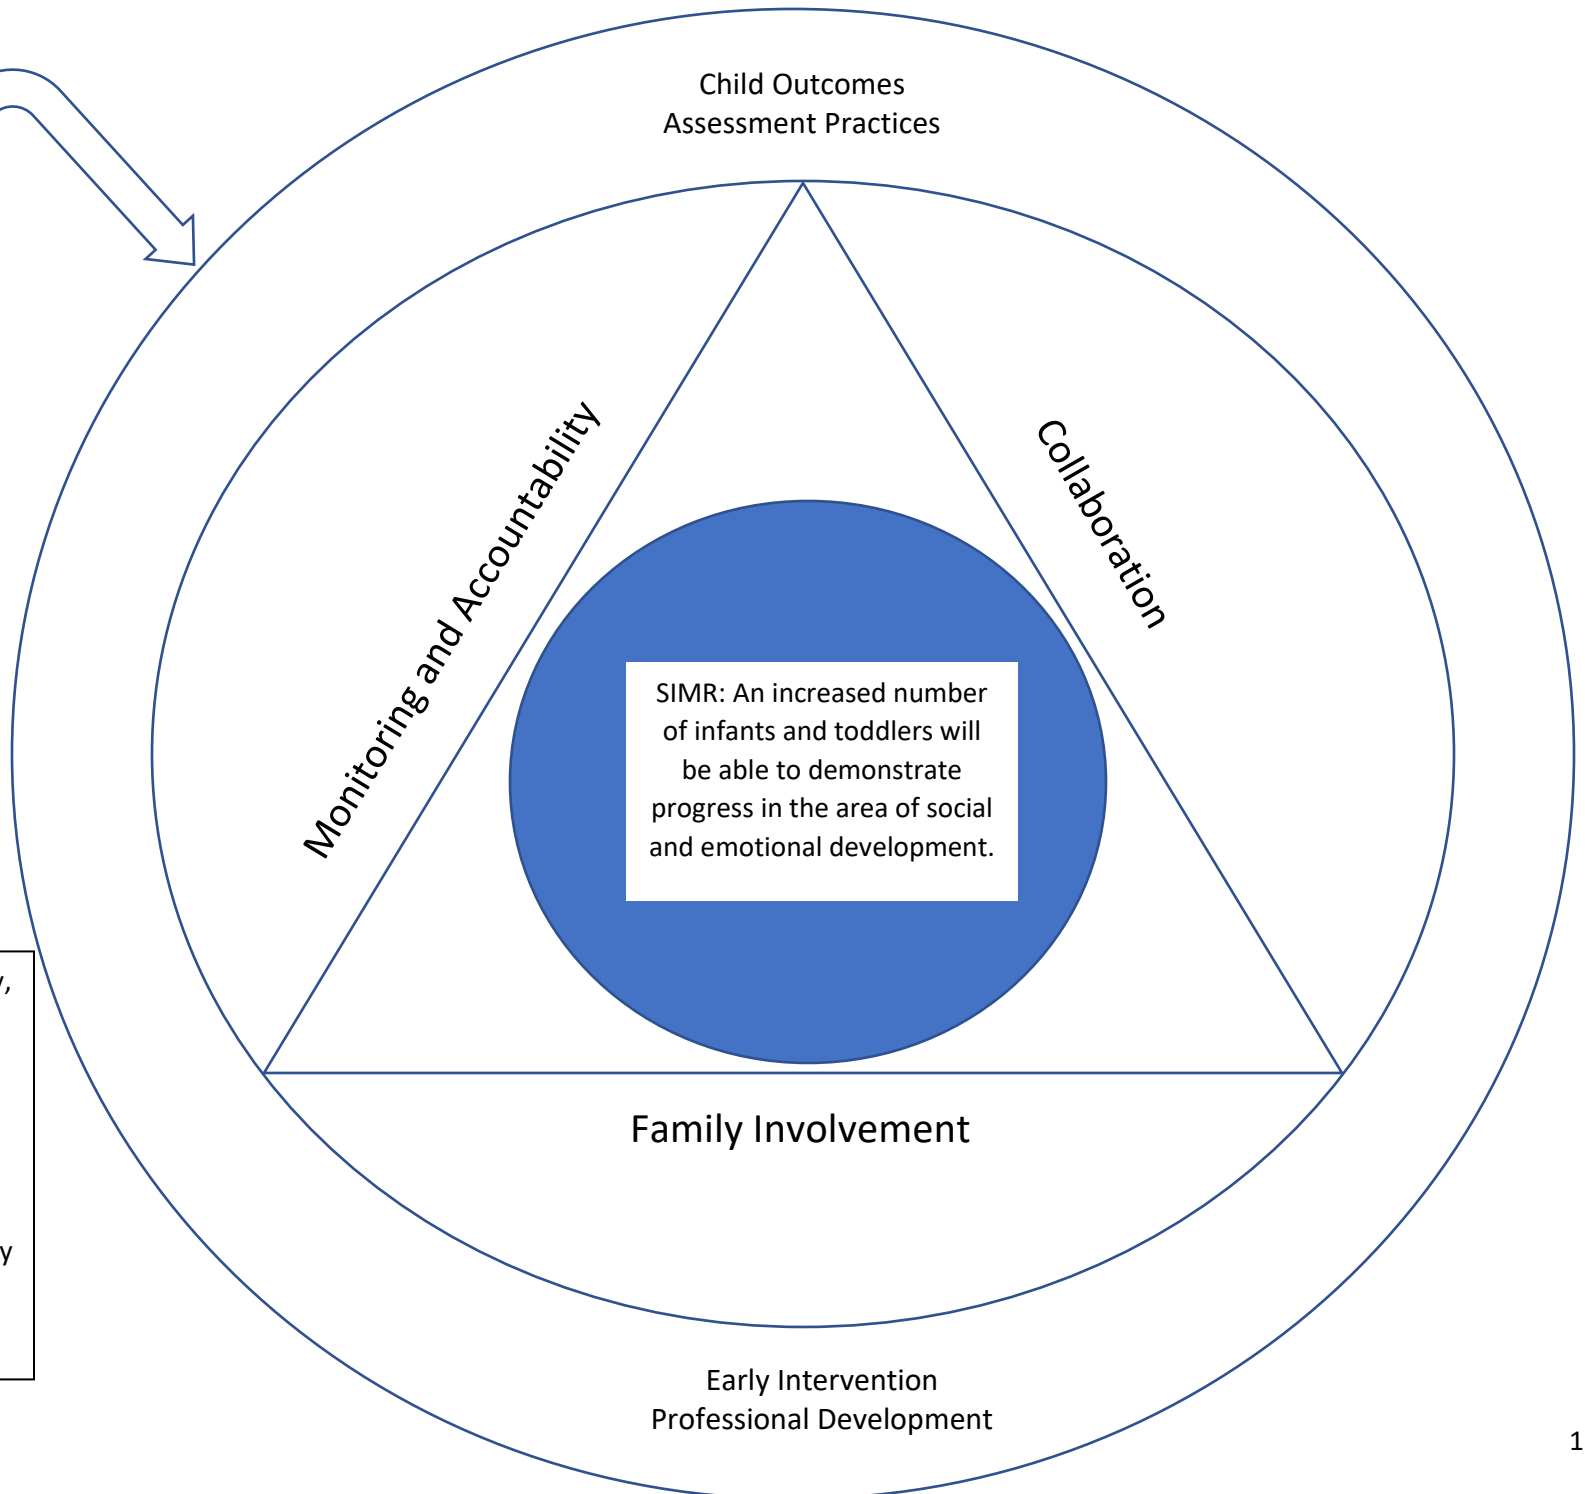 Child Outcomes
Assessment Practices
Monitoring and Accountability
Collaboration
SIMR: An increased number
of infants and toddlers will
be able to demonstrate
progress in the area of social
and emotional development.
Family Involvement
Early Intervention
Professional Development
1